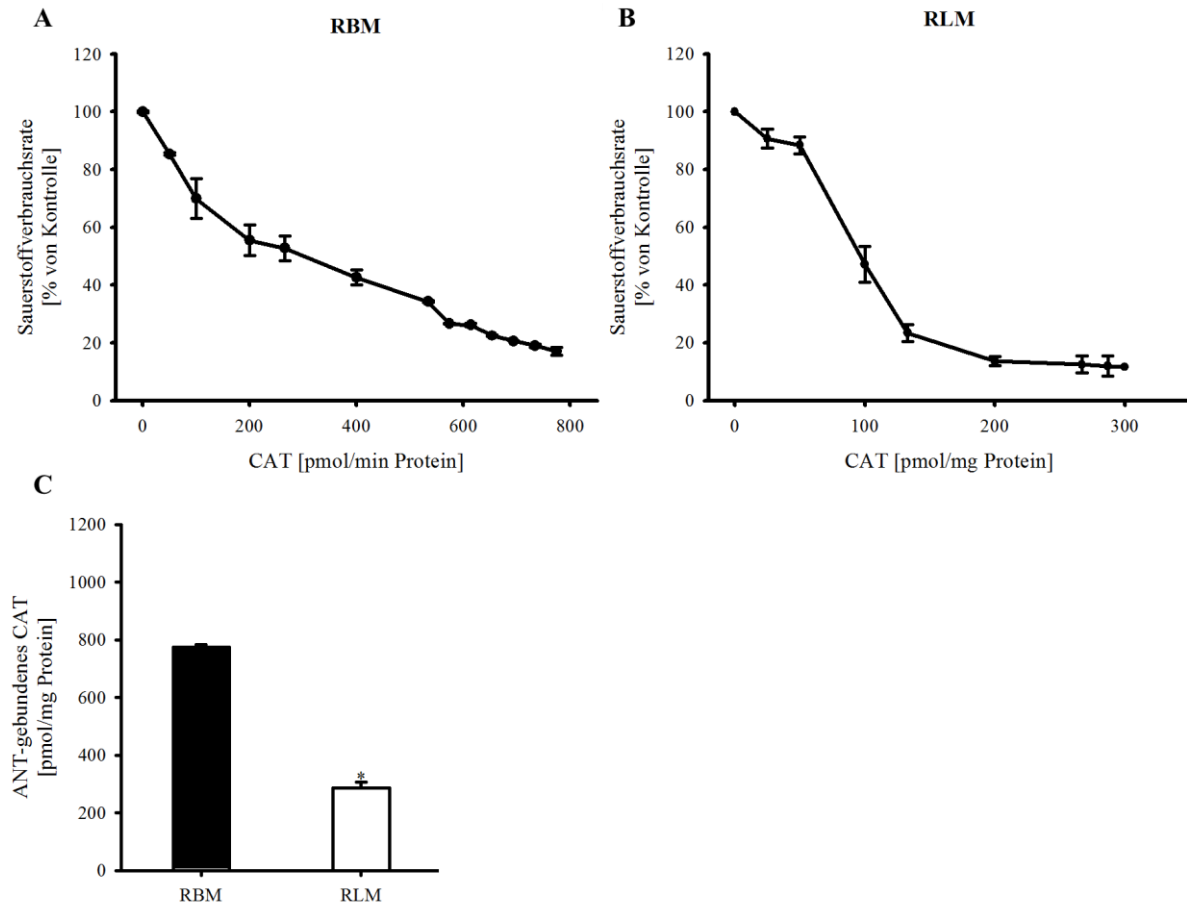 A
RBM
120
100
80
60
40
20
0
Sauerstoffverbrauchsrate
[% von Kontrolle]
0 200 400 600 800
CAT [pmol/min Protein]
B
RLM
120
100
80
60
40
20
0
Sauerstoffverbrauchsrate
[% von Kontrolle]
0 100 200 300
CAT [pmol/mg Protein]
C
1200
1000
800
600
400
200
0
ANT-gebundenes CAT
[pmol/mg Protein]
*
RBM RLM